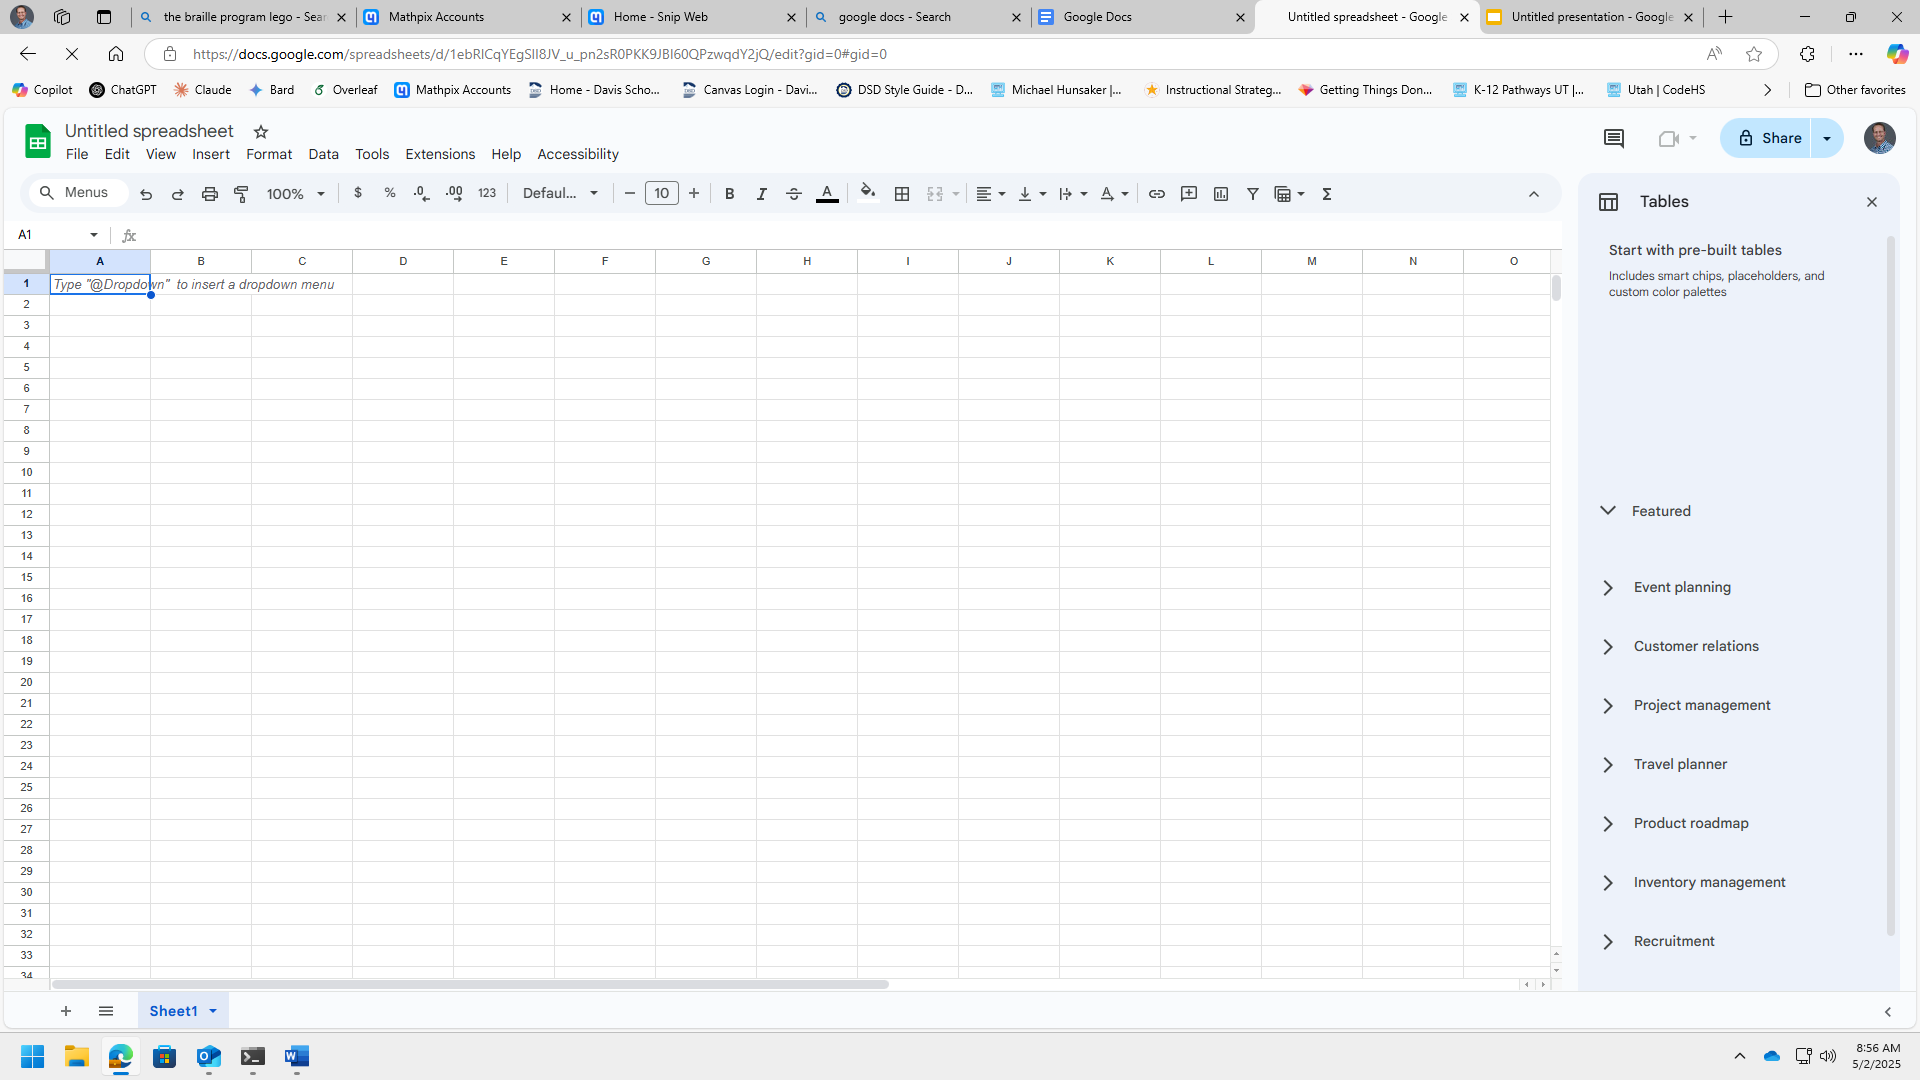 the braille program lego - Sear
Mathpix Accounts
Home - Snip Web
google docs - Search
Google Docs
Untitled spreadsheet - Google
Untitled presentation - Google
https://docs.google.com/spreadsheets/d/1ebRlCqYEgSlI8JV_u_pn2sR0PKK9JBl60QPzwqdY2jQ/edit?gid=0#gid=0
Copilot
ChatGPT
Claude
Bard
Overleaf
Mathpix Accounts
Home - Davis Scho...
Canvas Login - Davi...
DSD Style Guide - D...
Michael Hunsaker |...
Instructional Strateg...
Getting Things Don...
K-12 Pathways UT |...
Utah | CodeHS
Other favorites
Untitled spreadsheet
File Edit View Insert Format Data Tools Extensions Help Accessibility
Share
Menus
100%
$ % .0 .00 123
Defaul...
10
B I A
A1
A B C D E F G H I J K L M N O
1 Type "@Dropdown" to insert a dropdown menu
2
3
4
5
6
7
8
9
10
11
12
13
14
15
16
17
18
19
20
21
22
23
24
25
26
27
28
29
30
31
32
33
34
Tables
Start with pre-built tables
Includes smart chips, placeholders, and
custom color palettes
Featured
Event planning
Customer relations
Project management
Travel planner
Product roadmap
Inventory management
Recruitment
Sheet1
8:56 AM
5/2/2025